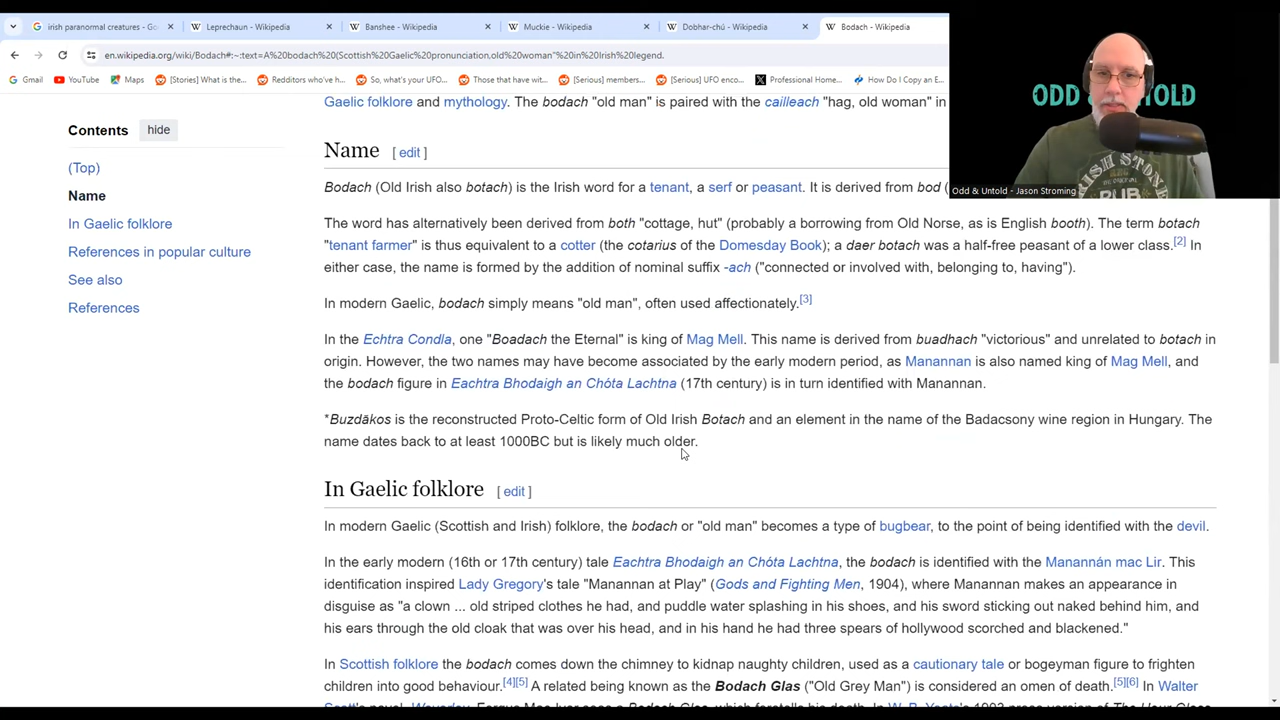 irish paranormal creatures - Go
Leprechaun - Wikipedia
Banshee - Wikipedia
Muckie - Wikipedia
Dobhar-chú - Wikipedia
Bodach - Wikipedia
en.wikipedia.org/wiki/Bodach#:~:text=A%20bodach%20(Scottish%20Gaelic%20pronunciation,old%20woman"%20in%20Irish%20legend.
Gmail
YouTube
Maps
[Stories] What is the...
Redditors who've h...
So, what's your UFO...
Those that have wit...
[Serious] members...
[Serious] UFO enco...
Professional Home...
How Do I Copy an E...
ODD & UNTOLD
IRISH STONE
PUB
Odd & Untold - Jason Stroming
Contents hide
(Top)
Name
In Gaelic folklore
References in popular culture
See also
References
Gaelic folklore and mythology. The bodach "old man" is paired with the cailleach "hag, old woman" in
Name [ edit ]
Bodach (Old Irish also botach) is the Irish word for a tenant, a serf or peasant. It is derived from bod (
The word has alternatively been derived from both "cottage, hut" (probably a borrowing from Old Norse, as is English booth). The term botach
"tenant farmer" is thus equivalent to a cotter (the cotarius of the Domesday Book); a daer botach was a half-free peasant of a lower class.[2] In
either case, the name is formed by the addition of nominal suffix -ach ("connected or involved with, belonging to, having").
In modern Gaelic, bodach simply means "old man", often used affectionately.[3]
In the Echtra Condla, one "Boadach the Eternal" is king of Mag Mell. This name is derived from buadhach "victorious" and unrelated to botach in
origin. However, the two names may have become associated by the early modern period, as Manannan is also named king of Mag Mell, and
the bodach figure in Eachtra Bhodaigh an Chóta Lachtna (17th century) is in turn identified with Manannan.
*Buzdākos is the reconstructed Proto-Celtic form of Old Irish Botach and an element in the name of the Badacsony wine region in Hungary. The
name dates back to at least 1000BC but is likely much older.
In Gaelic folklore [ edit ]
In modern Gaelic (Scottish and Irish) folklore, the bodach or "old man" becomes a type of bugbear, to the point of being identified with the devil.
In the early modern (16th or 17th century) tale Eachtra Bhodaigh an Chóta Lachtna, the bodach is identified with the Manannán mac Lir. This
identification inspired Lady Gregory's tale "Manannan at Play" (Gods and Fighting Men, 1904), where Manannan makes an appearance in
disguise as "a clown ... old striped clothes he had, and puddle water splashing in his shoes, and his sword sticking out naked behind him, and
his ears through the old cloak that was over his head, and in his hand he had three spears of hollywood scorched and blackened."
In Scottish folklore the bodach comes down the chimney to kidnap naughty children, used as a cautionary tale or bogeyman figure to frighten
children into good behaviour.[4][5] A related being known as the Bodach Glas ("Old Grey Man") is considered an omen of death.[5][6] In Walter